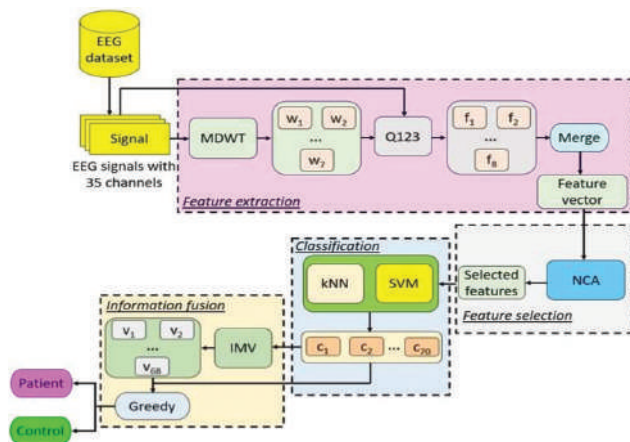 EEG
dataset
Signal
EEG signals with
35 channels
MDWT
w1 w2
...
w7
Q123
f1 f2
...
f8
Merge
Feature
vector
Feature extraction
Classification
kNN
SVM
Selected
features
NCA
Feature selection
Information fusion
v1 v2
...
v68
IMV
c1 c2 ... c70
Patient
Greedy
Control